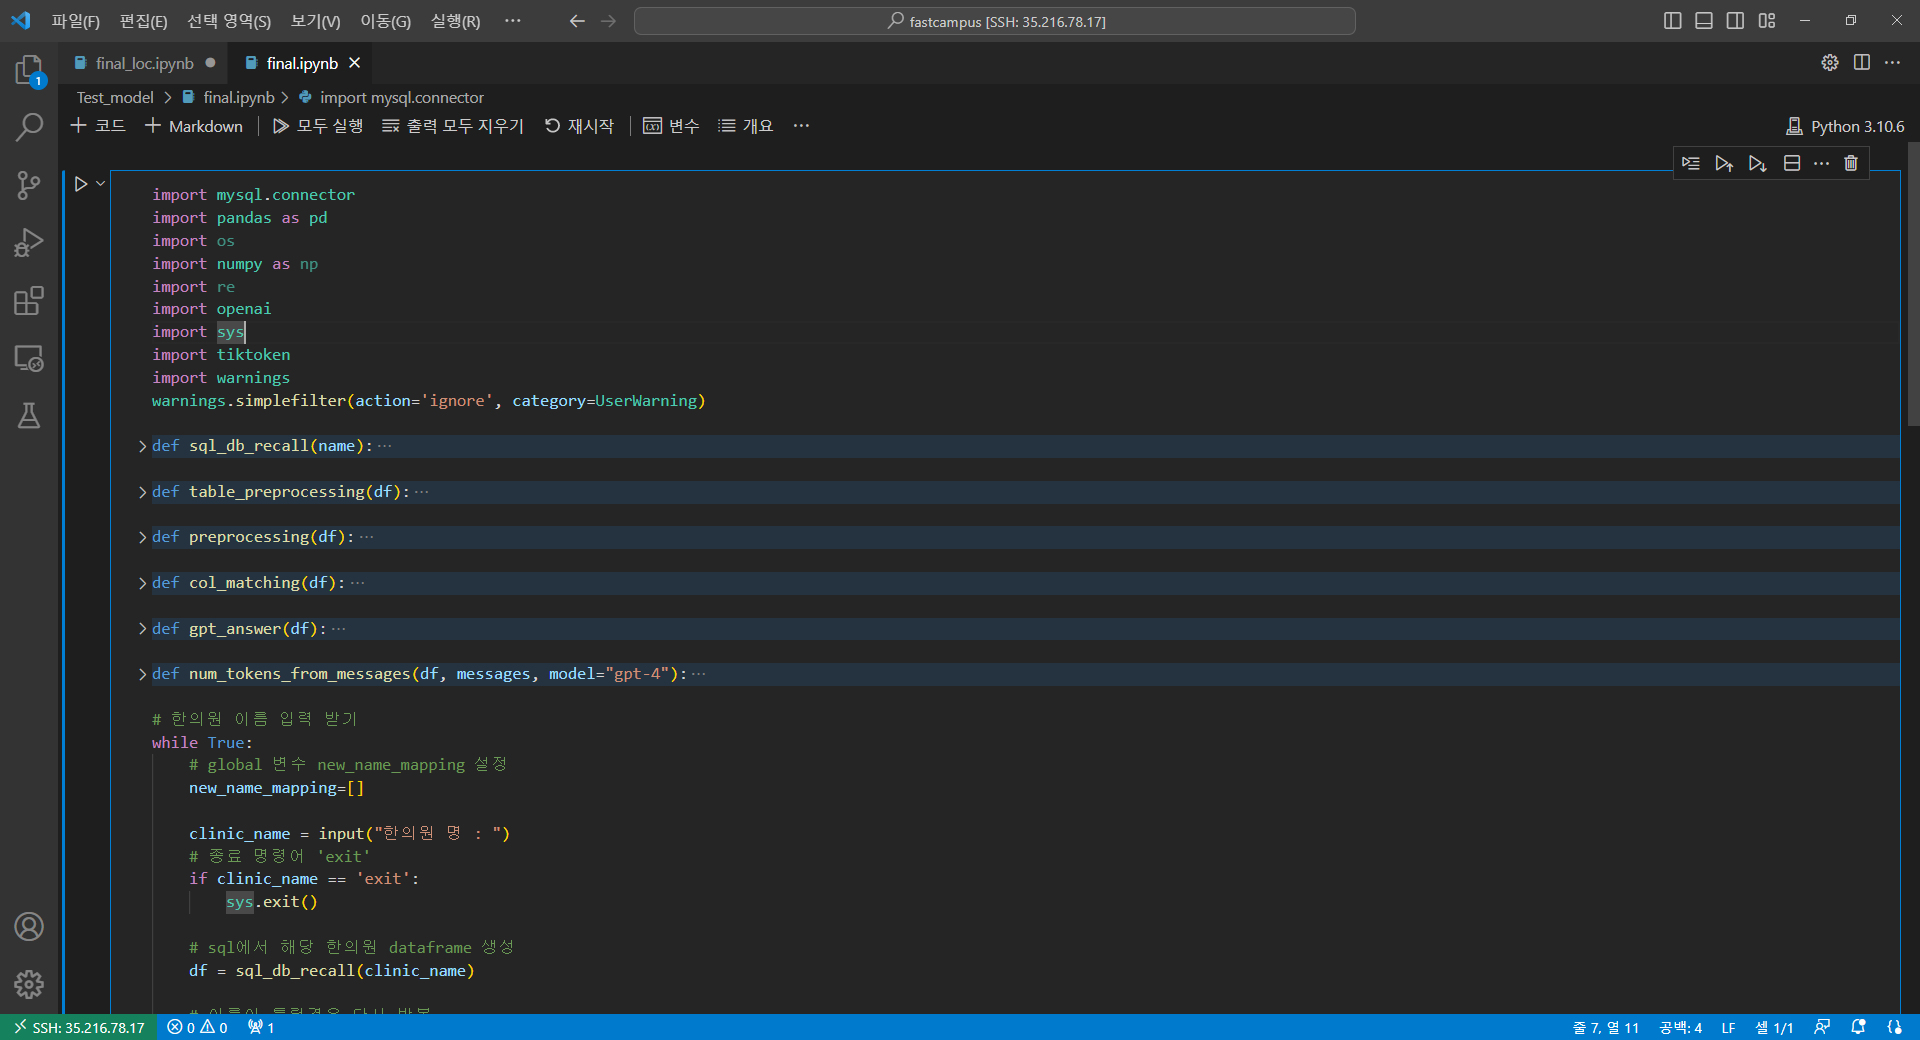 파일(F) 편집(E) 선택 영역(S) 보기(V) 이동(G) 실행(R) ··· fastcampus [SSH: 35.216.78.17]
final_loc.ipynb final.ipynb
1
Test_model > final.ipynb > import mysql.connector
코드 Markdown 모두 실행 출력 모두 지우기 재시작 변수 개요 ··· Python 3.10.6
import mysql.connector
import pandas as pd
import os
import numpy as np
import re
import openai
import sys
import tiktoken
import warnings
warnings.simplefilter(action='ignore', category=UserWarning)
def sql_db_recall(name): ···
def table_preprocessing(df): ···
def preprocessing(df): ···
def col_matching(df): ···
def gpt_answer(df): ···
def num_tokens_from_messages(df, messages, model="gpt-4"): ···
# 한의원 이름 입력 받기
while True:
# global 변수 new_name_mapping 설정
new_name_mapping=[]
clinic_name = input("한의원 명 : ")
# 종료 명령어 'exit'
if clinic_name == 'exit':
sys.exit()
# sql에서 해당 한의원 dataframe 생성
df = sql_db_recall(clinic_name)
SSH: 35.216.78.17 0 0 1 줄 7, 열 11 공백: 4 LF 셀 1/1